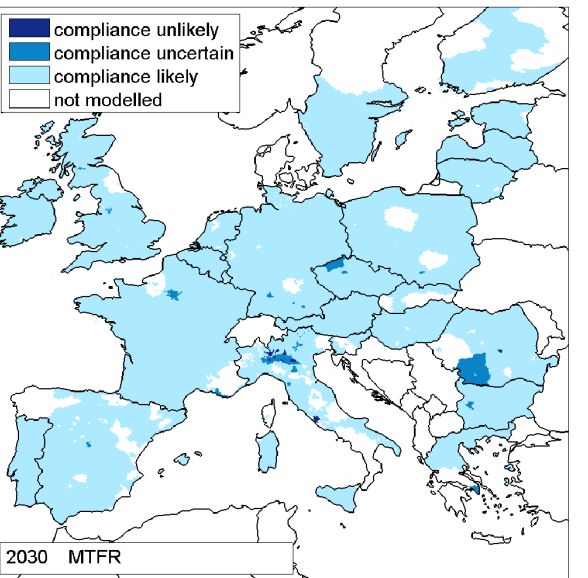 compliance unlikely
compliance uncertain
compliance likely
not modelled
2030 MTFR